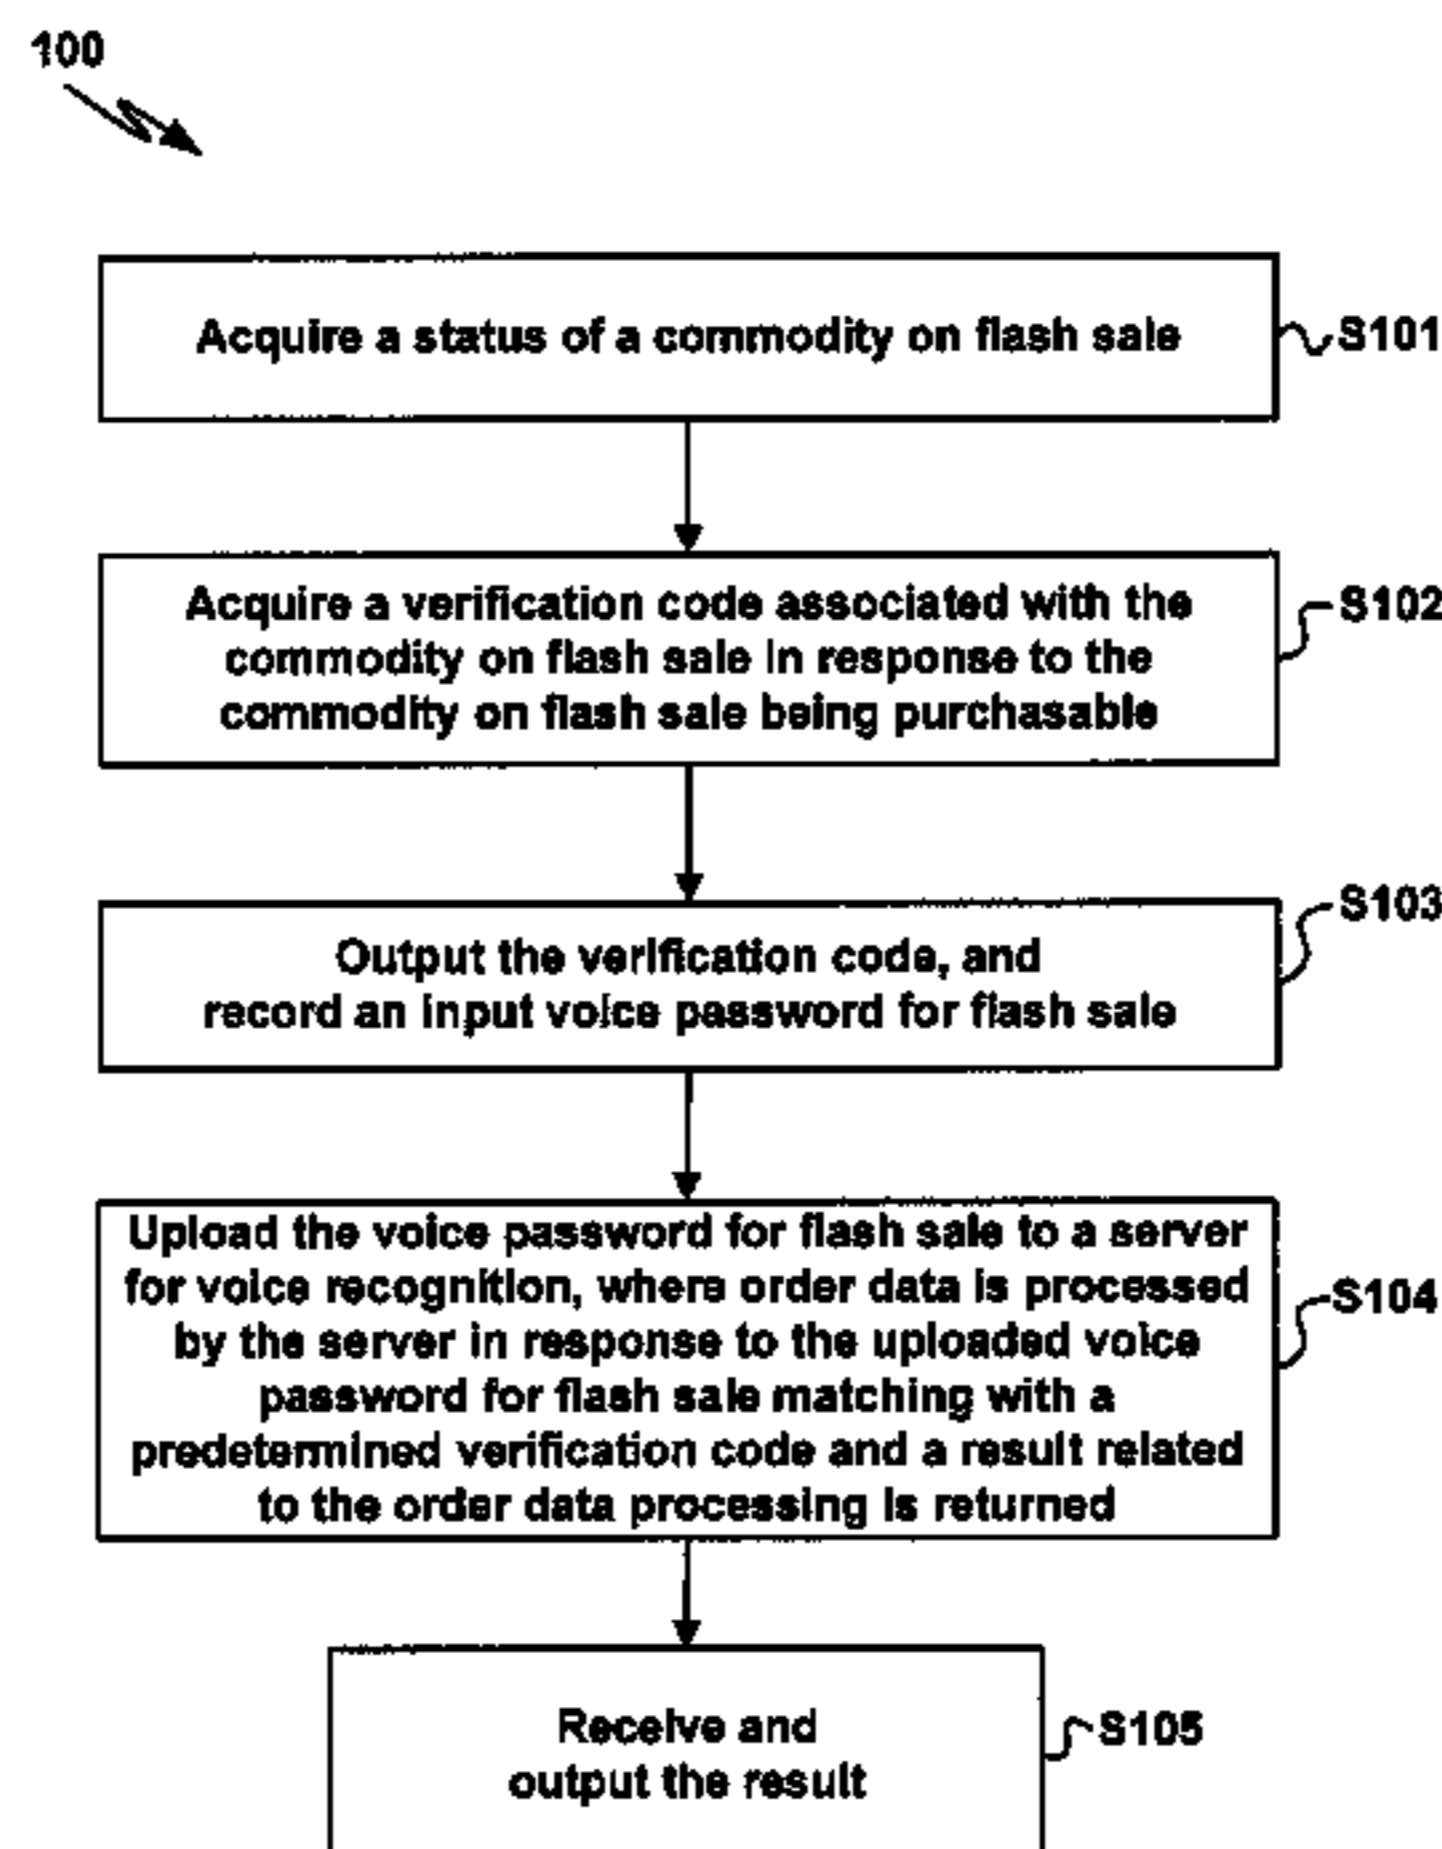 100
Acquire a status of a commodity on flash sale
S101
Acquire a verification code associated with the
commodity on flash sale in response to the
commodity on flash sale being purchasable
S102
Output the verification code, and
record an input voice password for flash sale
S103
Upload the voice password for flash sale to a server
for voice recognition, where order data is processed
by the server in response to the uploaded voice
password for flash sale matching with a
predetermined verification code and a result related
to the order data processing is returned
S104
Receive and
output the result
S105